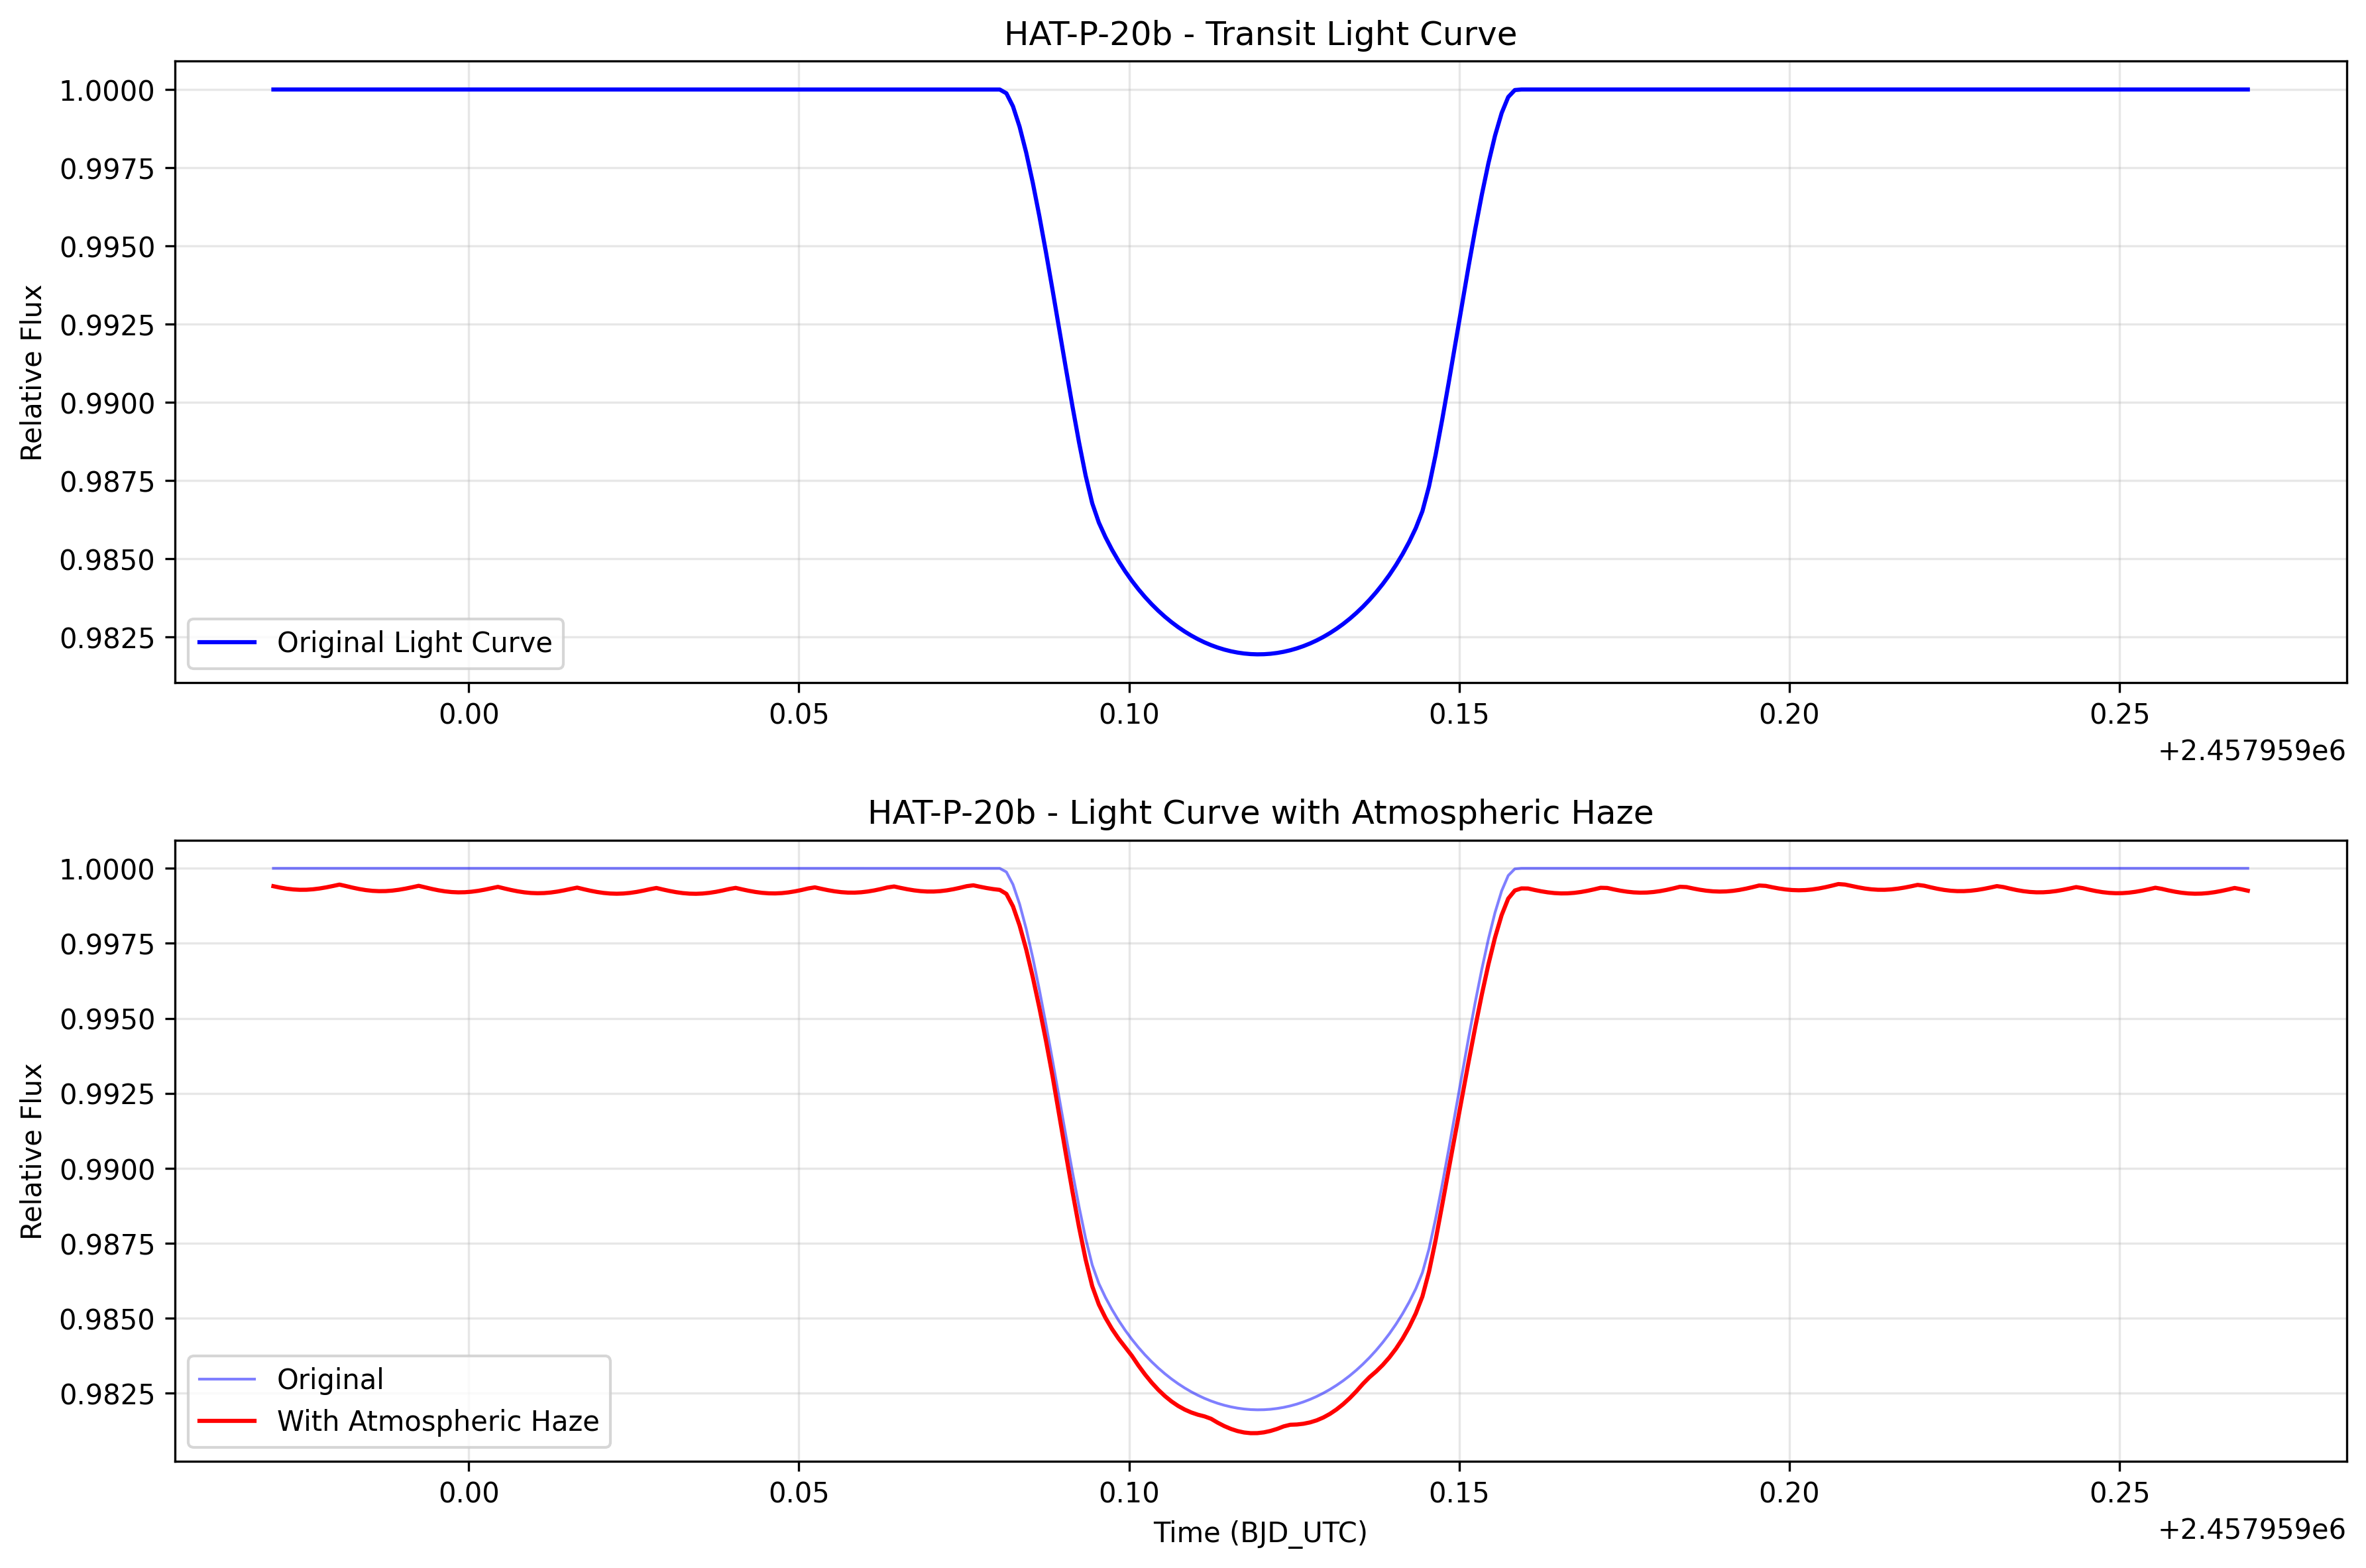 HAT-P-20b - Transit Light Curve
1.0000
0.9975
0.9950
0.9925
0.9900
0.9875
0.9850
0.9825
Relative Flux
Original Light Curve
0.00 0.05 0.10 0.15 0.20 0.25
+2.457959e6
HAT-P-20b - Light Curve with Atmospheric Haze
1.0000
0.9975
0.9950
0.9925
0.9900
0.9875
0.9850
0.9825
Relative Flux
Original
With Atmospheric Haze
0.00 0.05 0.10 0.15 0.20 0.25
Time (BJD_UTC)
+2.457959e6